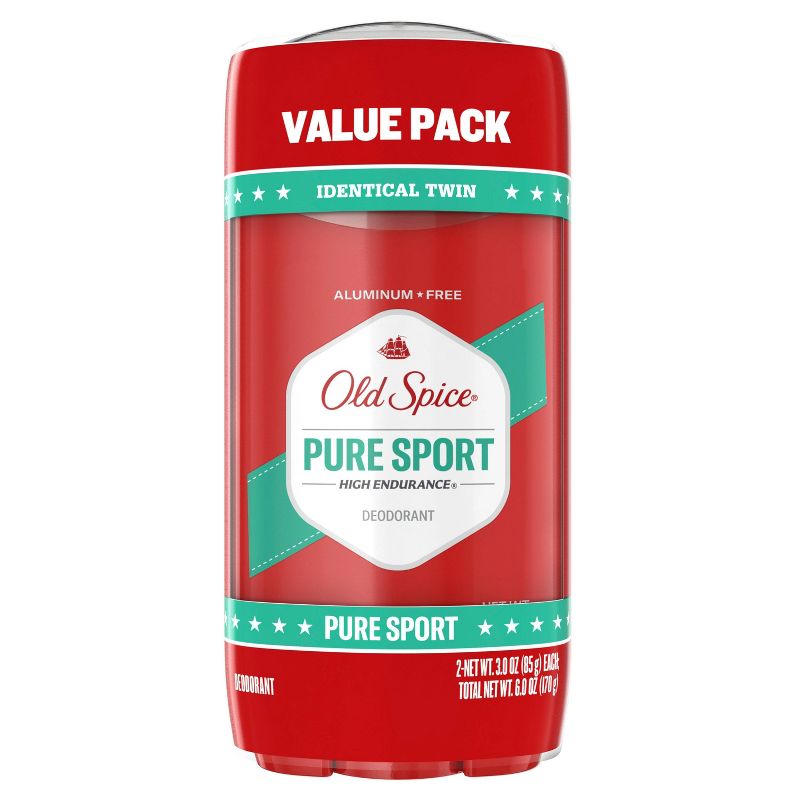 VALUE PACK
★ ★ ★ IDENTICAL TWIN ★ ★ ★
ALUMINUM ★ FREE
Old Spice®
PURE SPORT
HIGH ENDURANCE®
DEODORANT
★ ★ ★ ★ PURE SPORT ★ ★ ★ ★
DEODORANT
2-NET WT. 3.0 OZ (85 g) EACH;
TOTAL NET WT. 6.0 OZ (170 g)